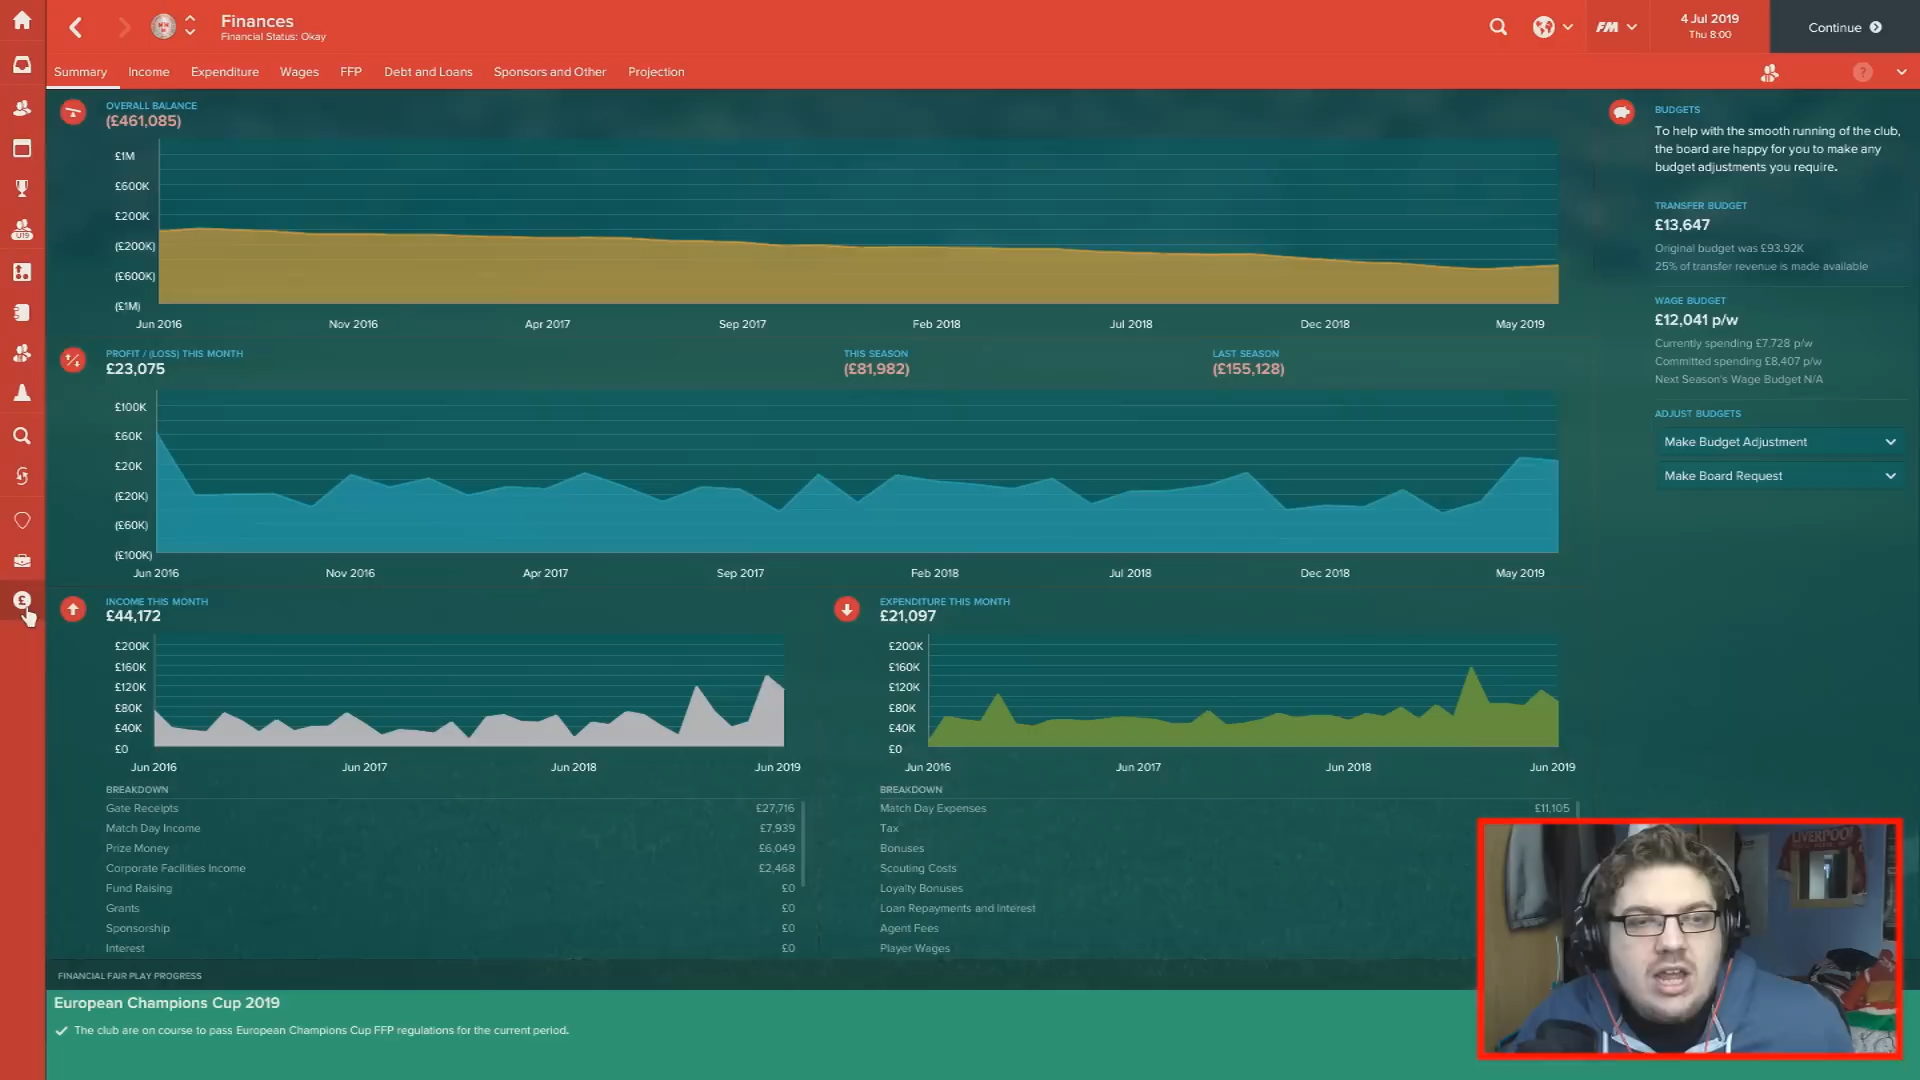 Finances
Financial Status: Okay
FM
4 Jul 2019
Thu 8:00
Continue
Summary
Income
Expenditure
Wages
FFP
Debt and Loans
Sponsors and Other
Projection
?
OVERALL BALANCE
(£461,085)
£1M
£600K
£200K
(£200K)
(£600K)
(£1M)
Jun 2016
Nov 2016
Apr 2017
Sep 2017
Feb 2018
Jul 2018
Dec 2018
May 2019
PROFIT / (LOSS) THIS MONTH
£23,075
THIS SEASON
(£81,982)
LAST SEASON
(£155,128)
£100K
£60K
£20K
(£20K)
(£60K)
(£100K)
Jun 2016
Nov 2016
Apr 2017
Sep 2017
Feb 2018
Jul 2018
Dec 2018
May 2019
INCOME THIS MONTH
£44,172
£200K
£160K
£120K
£80K
£40K
£0
Jun 2016
Jun 2017
Jun 2018
Jun 2019
BREAKDOWN
Gate Receipts £27,716
Match Day Income £7,939
Prize Money £6,049
Corporate Facilities Income £2,468
Fund Raising £0
Grants £0
Sponsorship £0
Interest £0
EXPENDITURE THIS MONTH
£21,097
£200K
£160K
£120K
£80K
£40K
£0
Jun 2016
Jun 2017
Jun 2018
Jun 2019
BREAKDOWN
Match Day Expenses £11,105
Tax
Bonuses
Scouting Costs
Loyalty Bonuses
Loan Repayments and Interest
Agent Fees
Player Wages
BUDGETS
To help with the smooth running of the club,
the board are happy for you to make any
budget adjustments you require.
TRANSFER BUDGET
£13,647
Original budget was £93.92K
25% of transfer revenue is made available
WAGE BUDGET
£12,041 p/w
Currently spending £7,728 p/w
Committed spending £8,407 p/w
Next Season's Wage Budget N/A
ADJUST BUDGETS
Make Budget Adjustment
Make Board Request
FINANCIAL FAIR PLAY PROGRESS
European Champions Cup 2019
The club are on course to pass European Champions Cup FFP regulations for the current period.
U19
£
LIVERPOOL